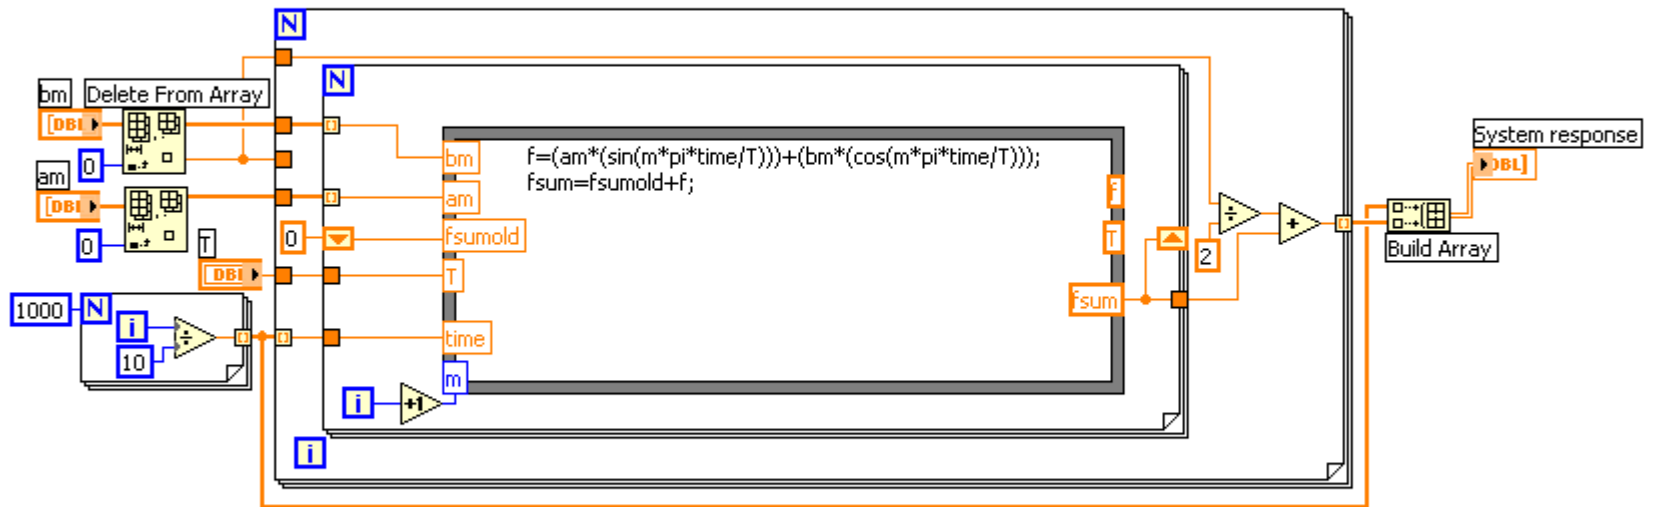 N
bm Delete From Array
[DBL
0
am
[DBL
0
T
DBL
1000
N
i
÷
10
N
bm
am
fsumold
T
time
m
f=(am*(sin(m*pi*time/T)))+(bm*(cos(m*pi*time/T)));
fsum=fsumold+f;
0
i
+1
f
T
fsum
i
÷
2
+
Build Array
System response
DBL]